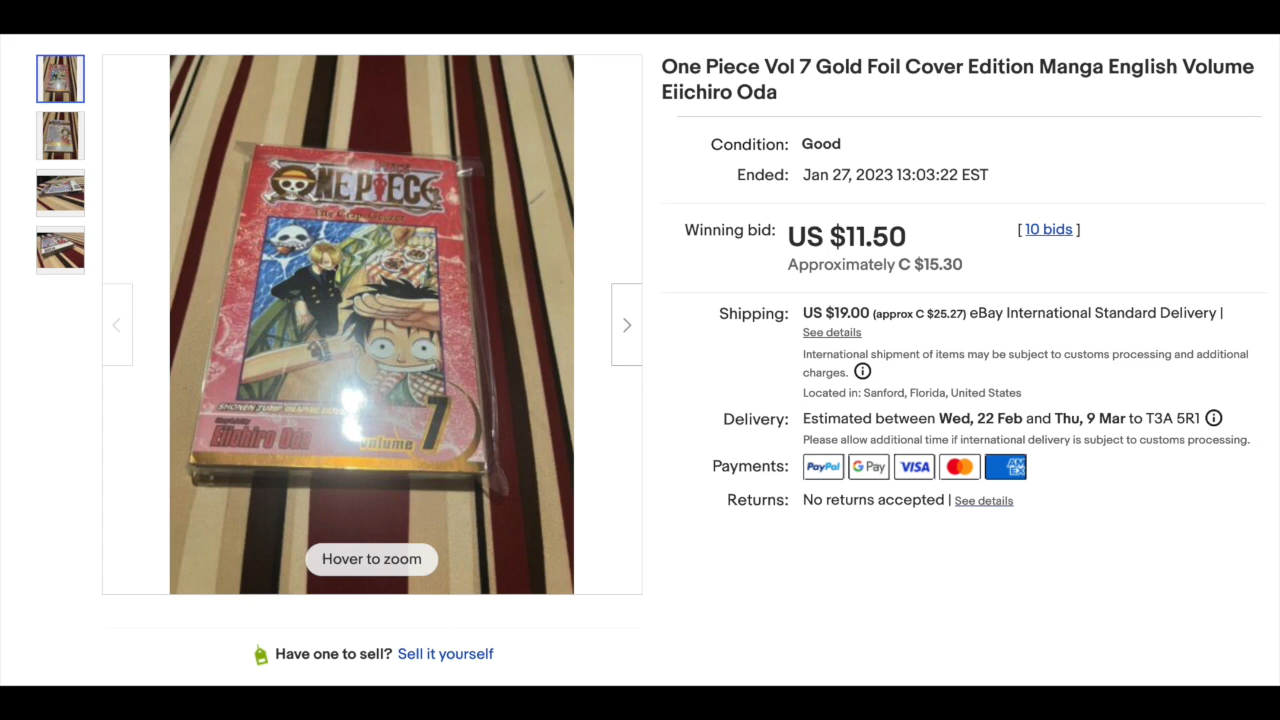 One Piece Vol 7 Gold Foil Cover Edition Manga English Volume
Eiichiro Oda
Condition: Good
Ended: Jan 27, 2023 13:03:22 EST
Winning bid: US $11.50 [ 10 bids ]
Approximately C $15.30
Shipping: US $19.00 (approx C $25.27) eBay International Standard Delivery |
See details
International shipment of items may be subject to customs processing and additional
charges.
Located in: Sanford, Florida, United States
Delivery: Estimated between Wed, 22 Feb and Thu, 9 Mar to T3A 5R1
Please allow additional time if international delivery is subject to customs processing.
Payments: PayPal G Pay VISA AMEX
Returns: No returns accepted | See details
ONE PIECE
The Crap-Geezer
SHONEN JUMP GRAPHIC NOVEL
Eiichiro Oda
Volume 7
Hover to zoom
Have one to sell? Sell it yourself